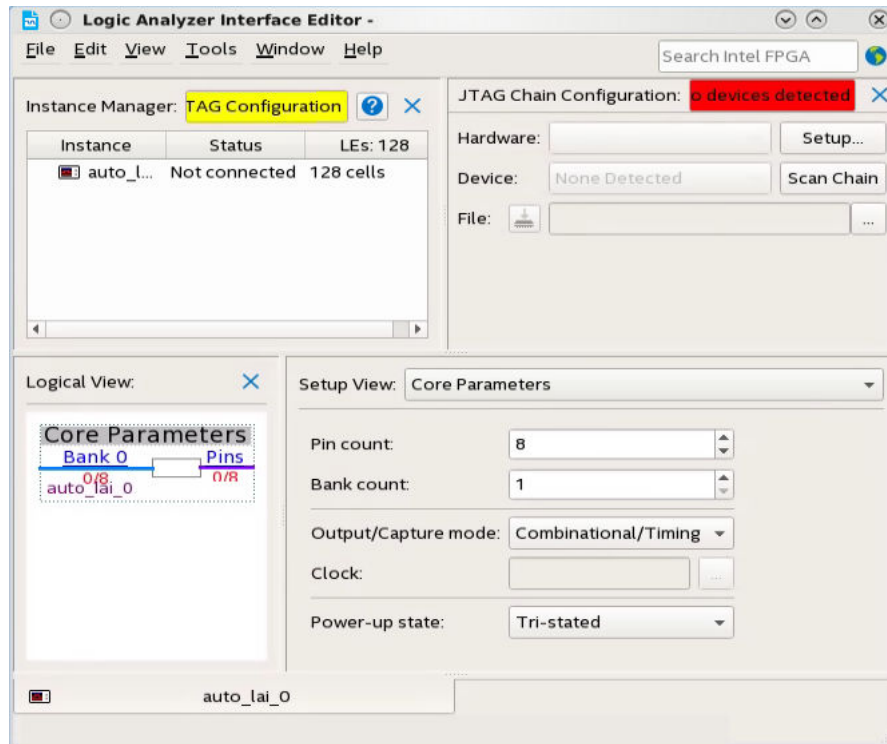 Logic Analyzer Interface Editor -
File Edit View Tools Window Help
Search Intel FPGA
Instance Manager: TAG Configuration
Instance Status LEs: 128
auto_l... Not connected 128 cells
JTAG Chain Configuration: o devices detected
Hardware: Setup...
Device: None Detected Scan Chain
File: ...
Logical View:
Core Parameters
Bank 0 Pins
0/8 0/8
auto_lai_0
Setup View: Core Parameters
Pin count: 8
Bank count: 1
Output/Capture mode: Combinational/Timing
Clock: ...
Power-up state: Tri-stated
auto_lai_0